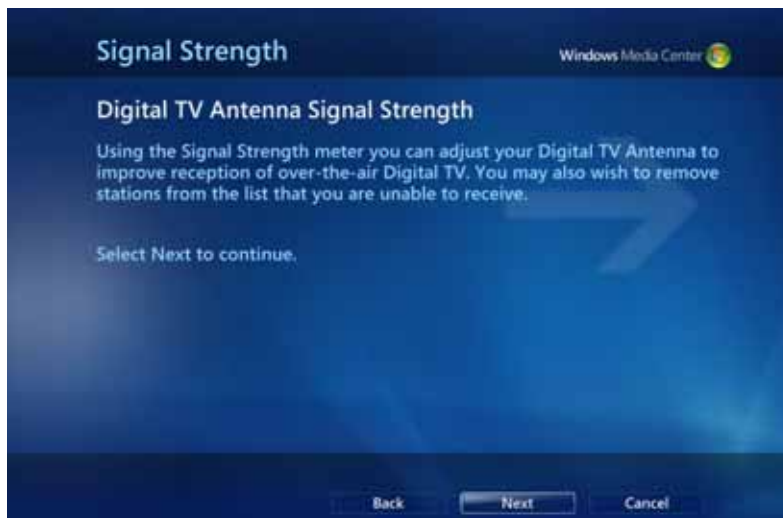 Signal Strength
Windows Media Center
Digital TV Antenna Signal Strength
Using the Signal Strength meter you can adjust your Digital TV Antenna to
improve reception of over-the-air Digital TV. You may also wish to remove
stations from the list that you are unable to receive.
Select Next to continue.
Back
Next
Cancel